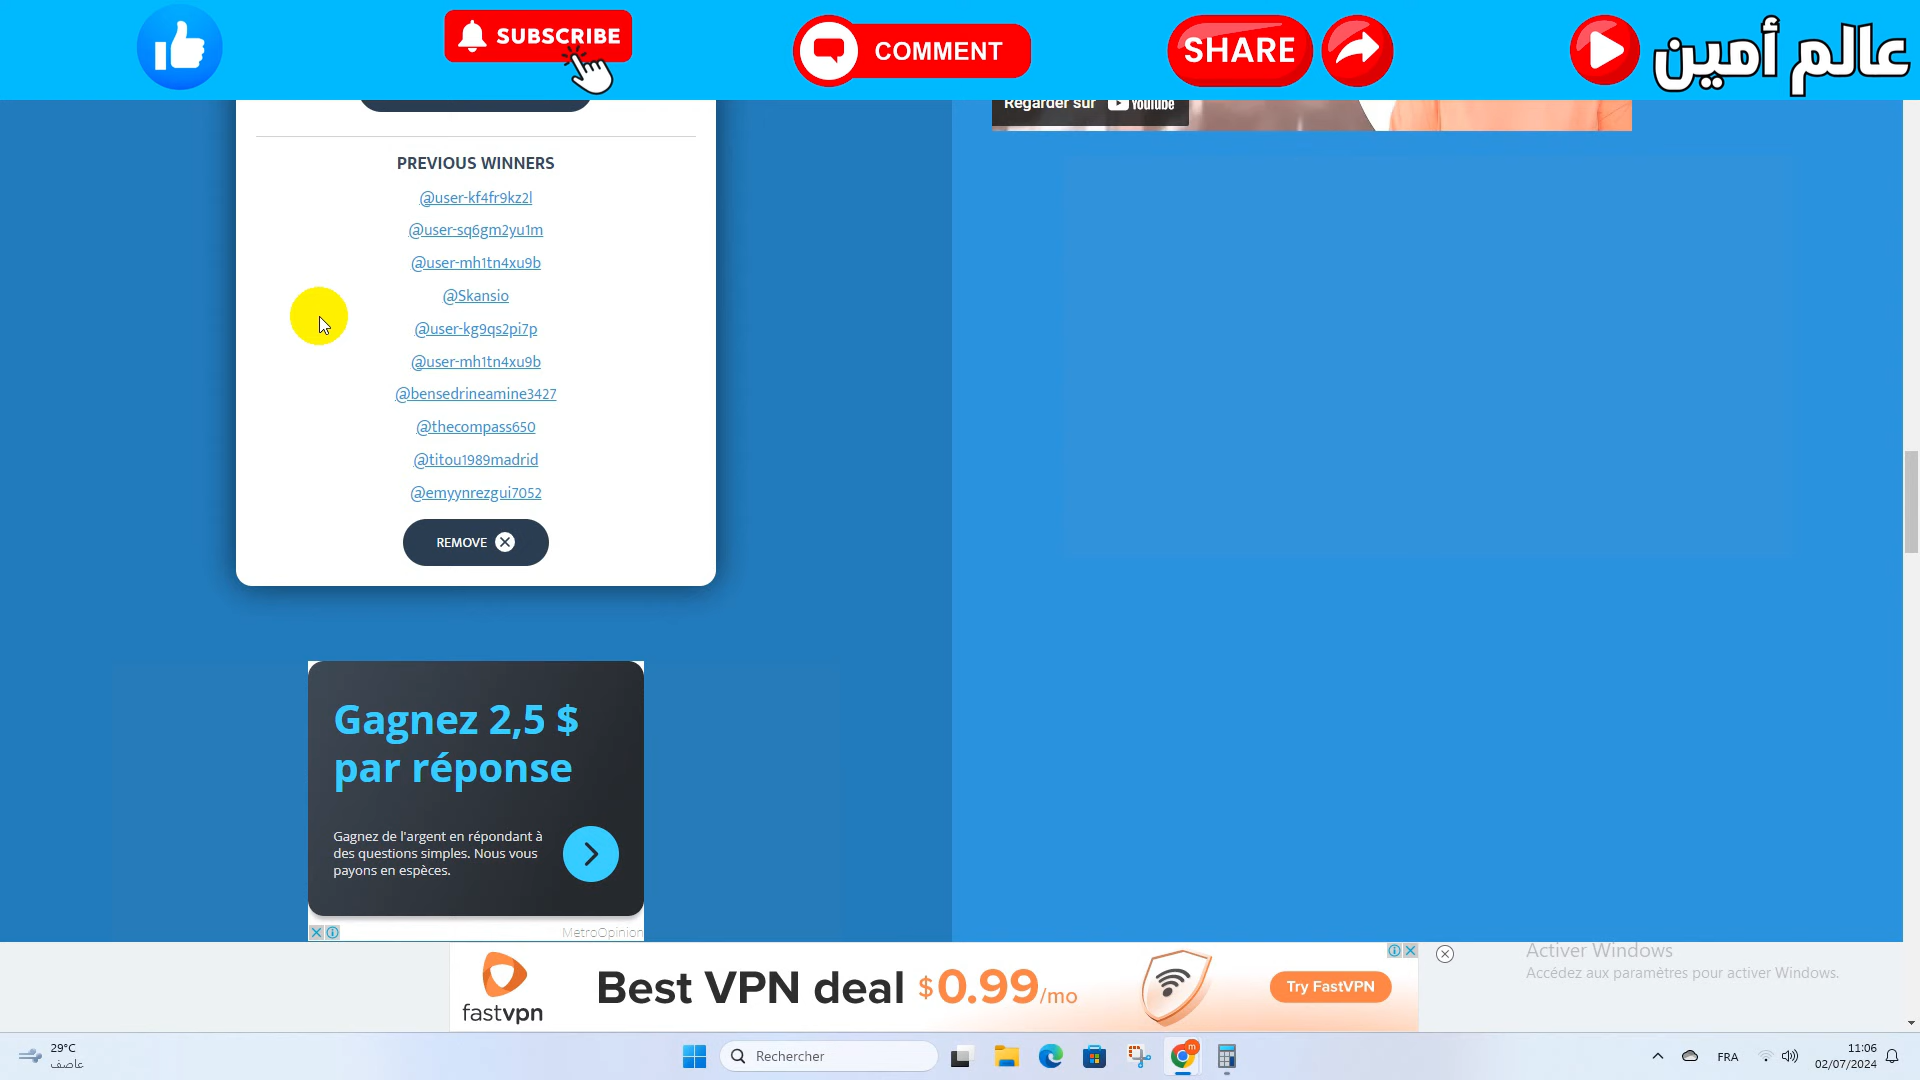 SUBSCRIBE
COMMENT
SHARE
عالم أمين
Regarder sur YouTube
PREVIOUS WINNERS
@user-kf4fr9kz2l
@user-sq6gm2yu1m
@user-mh1tn4xu9b
@Skansio
@user-kg9qs2pi7p
@user-mh1tn4xu9b
@bensedrineamine3427
@thecompass650
@titou1989madrid
@emyynrezgui7052
REMOVE
Gagnez 2,5 $
par réponse
Gagnez de l'argent en répondant à
des questions simples. Nous vous
payons en espèces.
MetroOpinion
fastvpn
Best VPN deal $0.99/mo
Try FastVPN
Activer Windows
Accédez aux paramètres pour activer Windows.
29°C
عاصف
Rechercher
m
FRA
11:06
02/07/2024